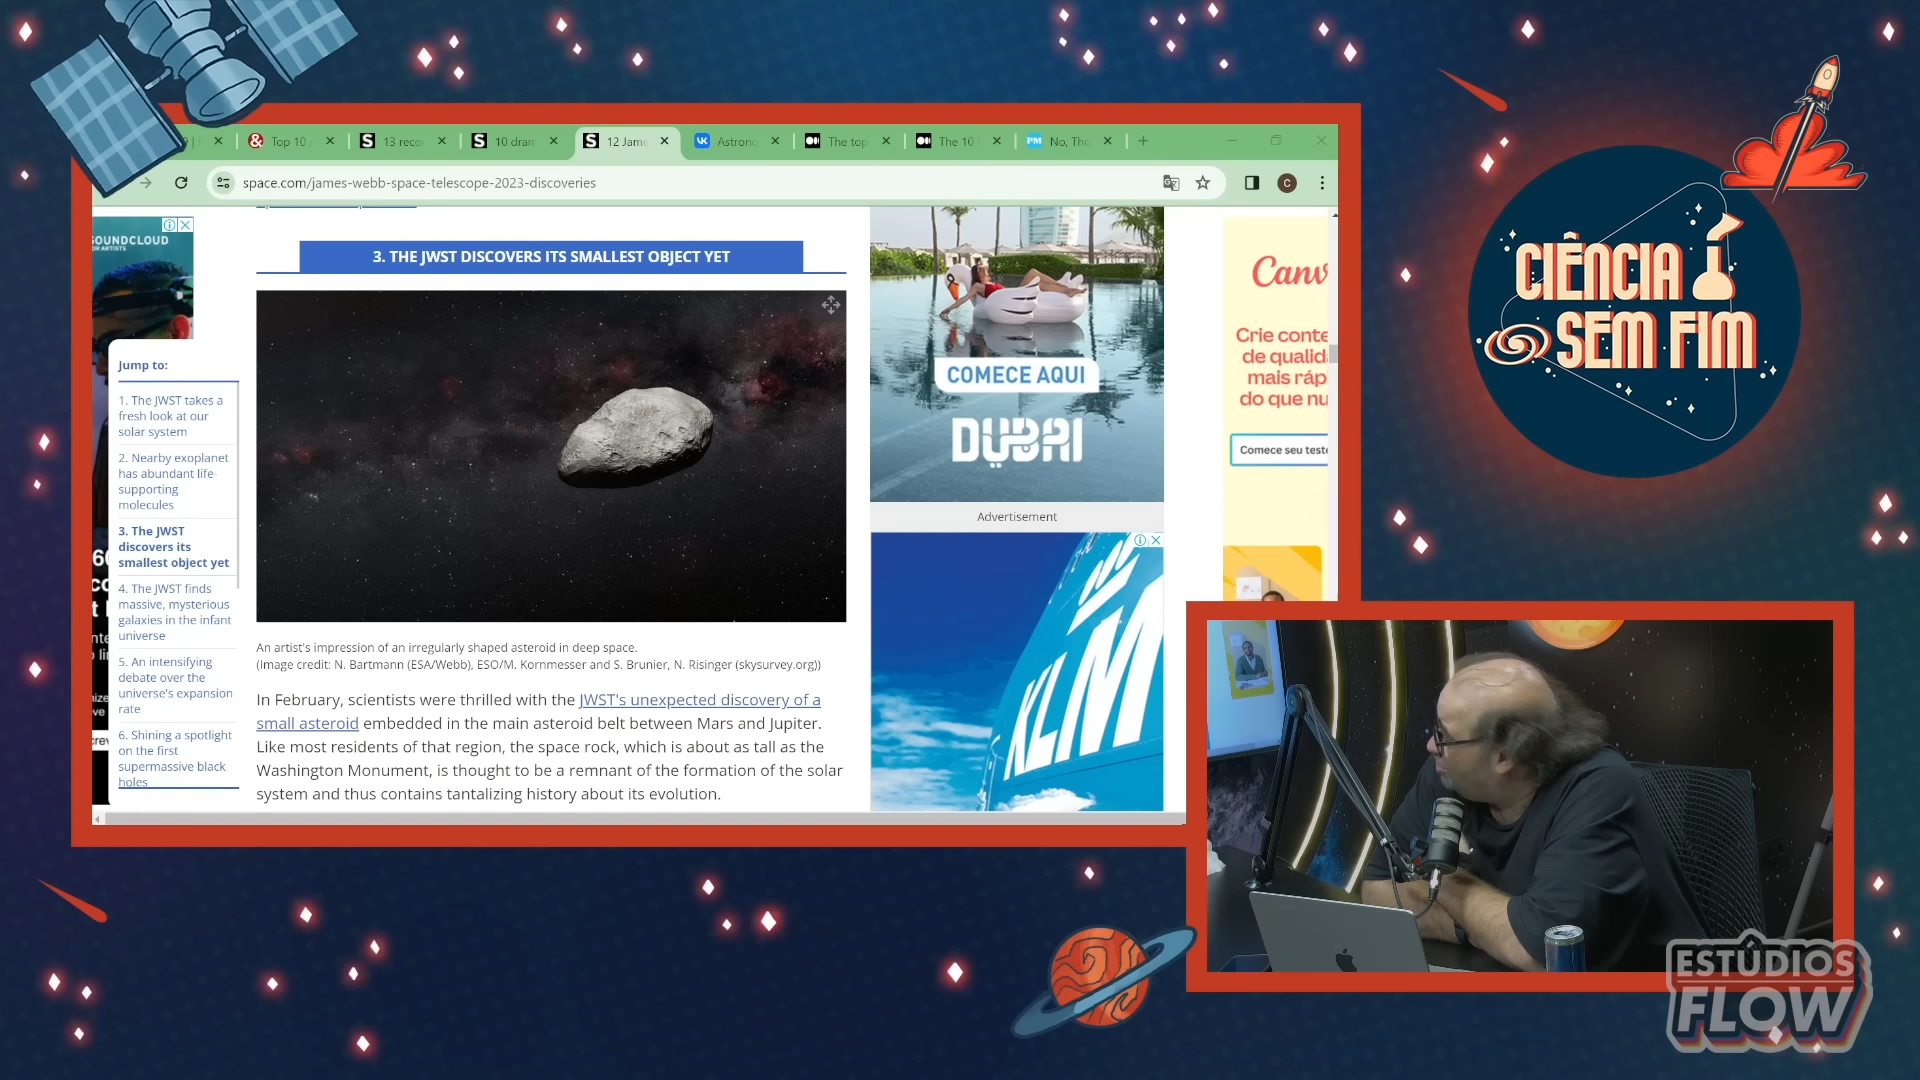 Top 10
13 reco
10 dram
12 Jame
Astrono
The top
The 10
No, Tho
space.com/james-webb-space-telescope-2023-discoveries
C
SOUNDCLOUD
FOR ARTISTS
3. THE JWST DISCOVERS ITS SMALLEST OBJECT YET
Jump to:
1. The JWST takes a
fresh look at our
solar system
2. Nearby exoplanet
has abundant life-
supporting
molecules
3. The JWST
discovers its
smallest object yet
4. The JWST finds
massive, mysterious
galaxies in the infant
universe
5. An intensifying
debate over the
universe's expansion
rate
6. Shining a spotlight
on the first
supermassive black
holes
An artist's impression of an irregularly shaped asteroid in deep space.
(Image credit: N. Bartmann (ESA/Webb), ESO/M. Kornmesser and S. Brunier, N. Risinger (skysurvey.org))
In February, scientists were thrilled with the JWST's unexpected discovery of a
small asteroid embedded in the main asteroid belt between Mars and Jupiter.
Like most residents of that region, the space rock, which is about as tall as the
Washington Monument, is thought to be a remnant of the formation of the solar
system and thus contains tantalizing history about its evolution.
COMECE AQUI
DUBAI
Advertisement
KLM
Canv
Crie conte
de qualid
mais ráp
do que nu
Comece seu test
CIÊNCIA
SEM FIM
ESTÚDIOS
FLOW